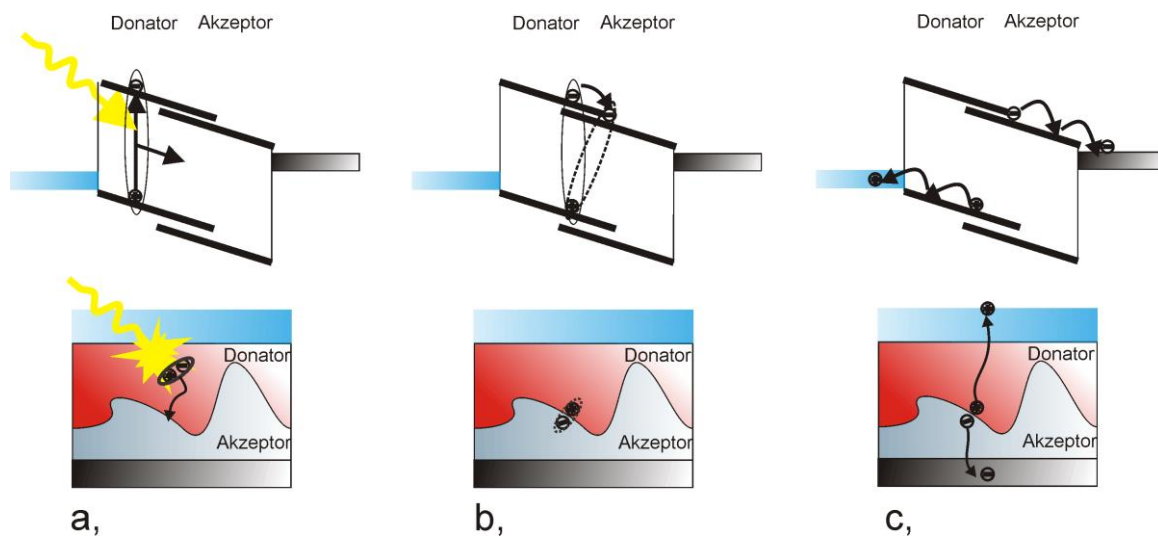 Donator Akzeptor
Donator Akzeptor
Donator Akzeptor
Donator
Akzeptor
Donator
Akzeptor
Donator
Akzeptor
a,
b,
c,